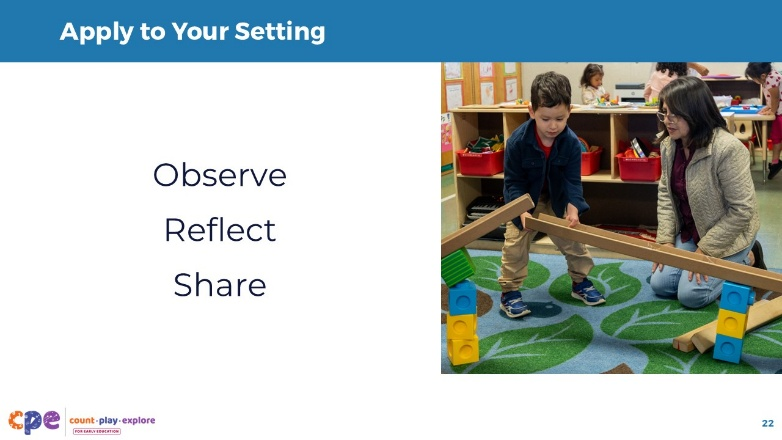 Apply to Your Setting
Observe
Reflect
Share
cpe
count·play·explore
FOR EARLY EDUCATION
22